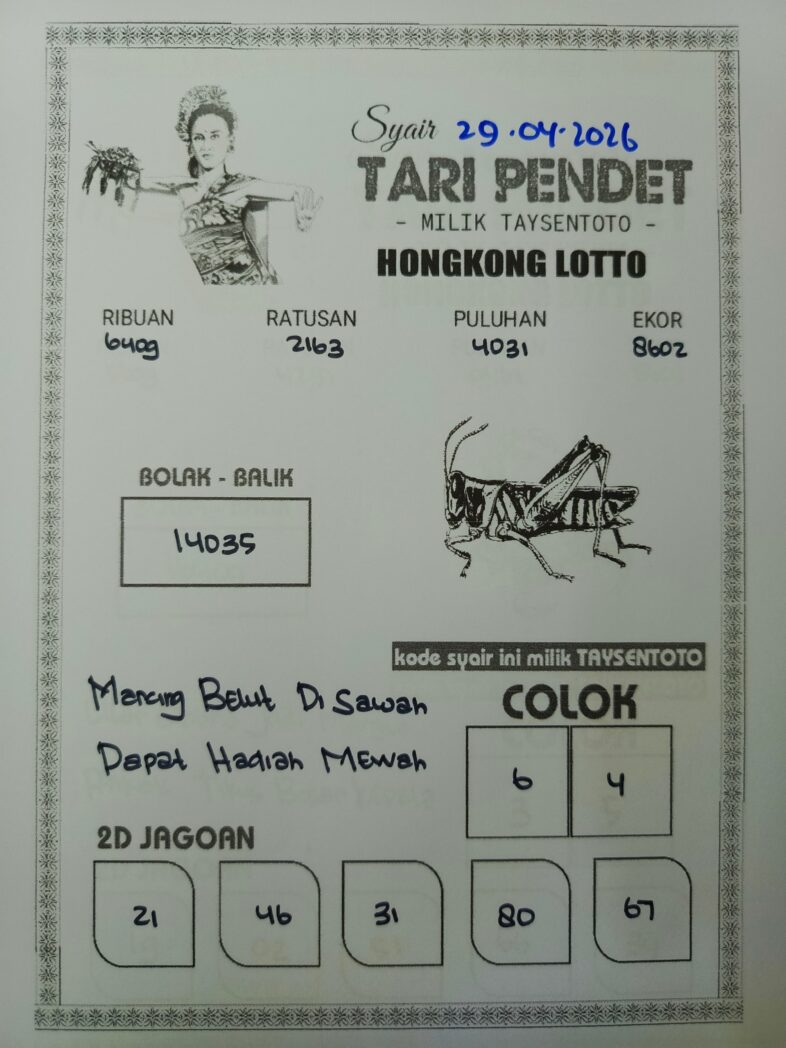 Syair 29.04.2026
TARI PENDET
- MILIK TAYSENTOTO -
HONGKONG LOTTO
RIBUAN RATUSAN PULUHAN EKOR
6409 2163 4031 8602
BOLAK - BALIK
14035
kode syair ini milik TAYSENTOTO
Mancing Belut Di Sawah
Dapat Hadiah Mewah
COLOK
6 4
2D JAGOAN
21 46 31 80 67